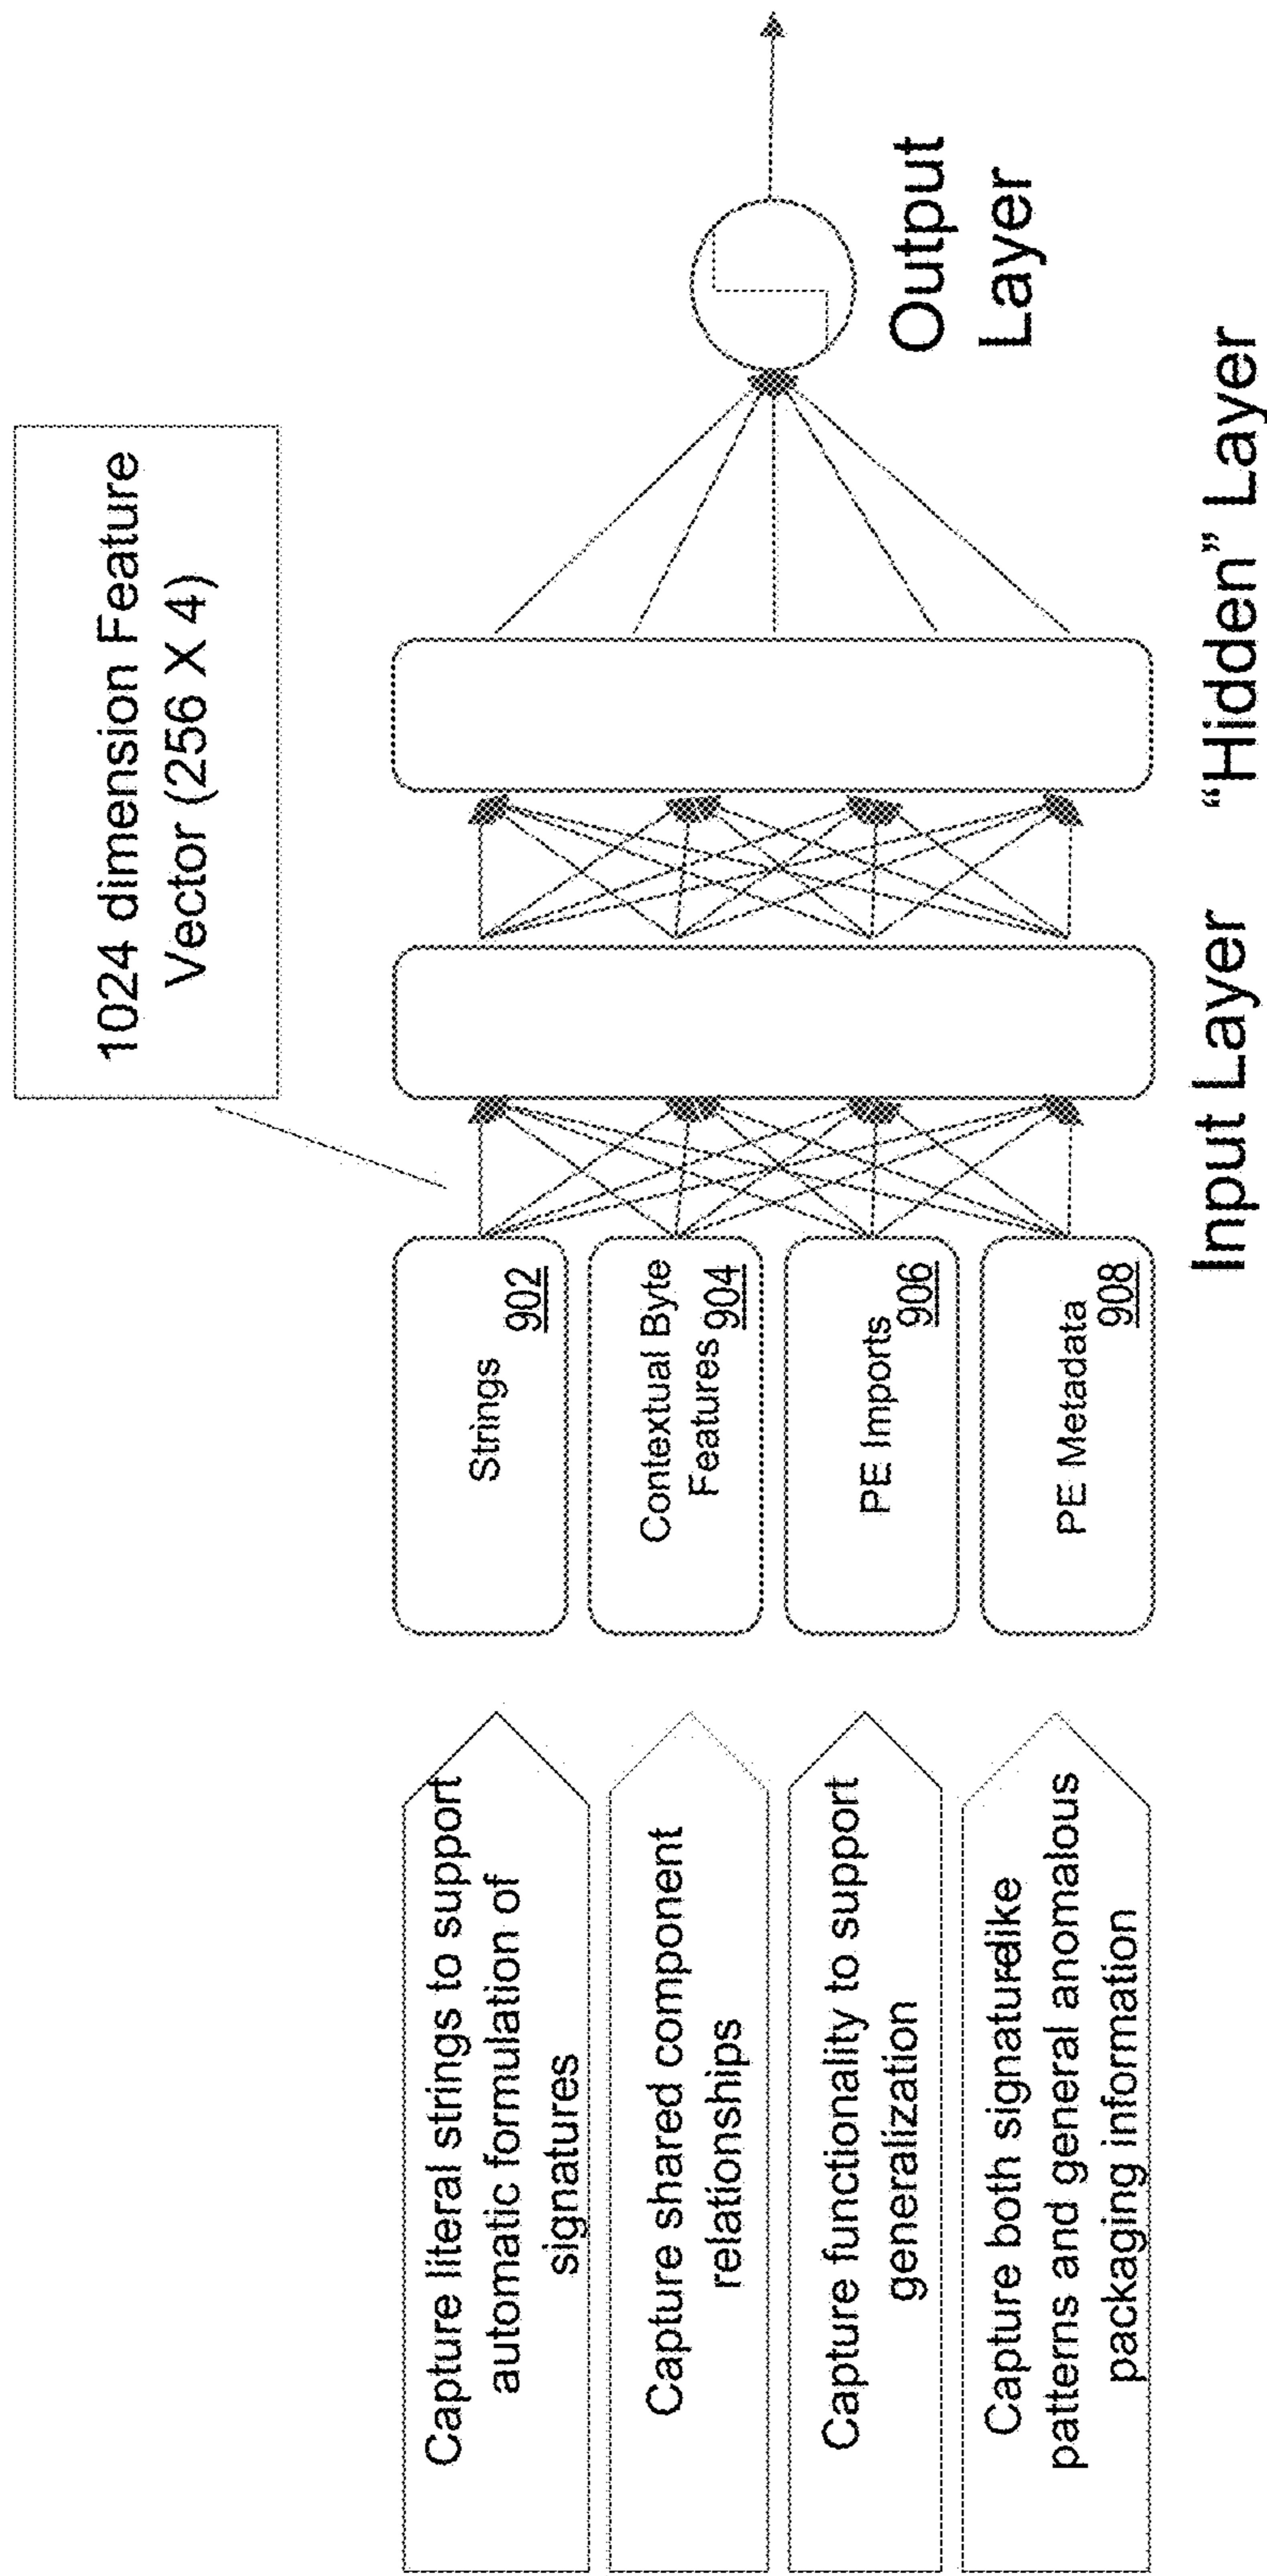 1024 dimension Feature
Vector (256 X 4)
Capture literal strings to support
automatic formulation of
signatures
Capture shared component
relationships
Capture functionality to support
generalization
Capture both signaturelike
patterns and general anomalous
packaging information
Strings
902
Contextual Byte
Features 904
PE Imports
906
PE Metadata
908
Input Layer
“Hidden” Layer
Output
Layer